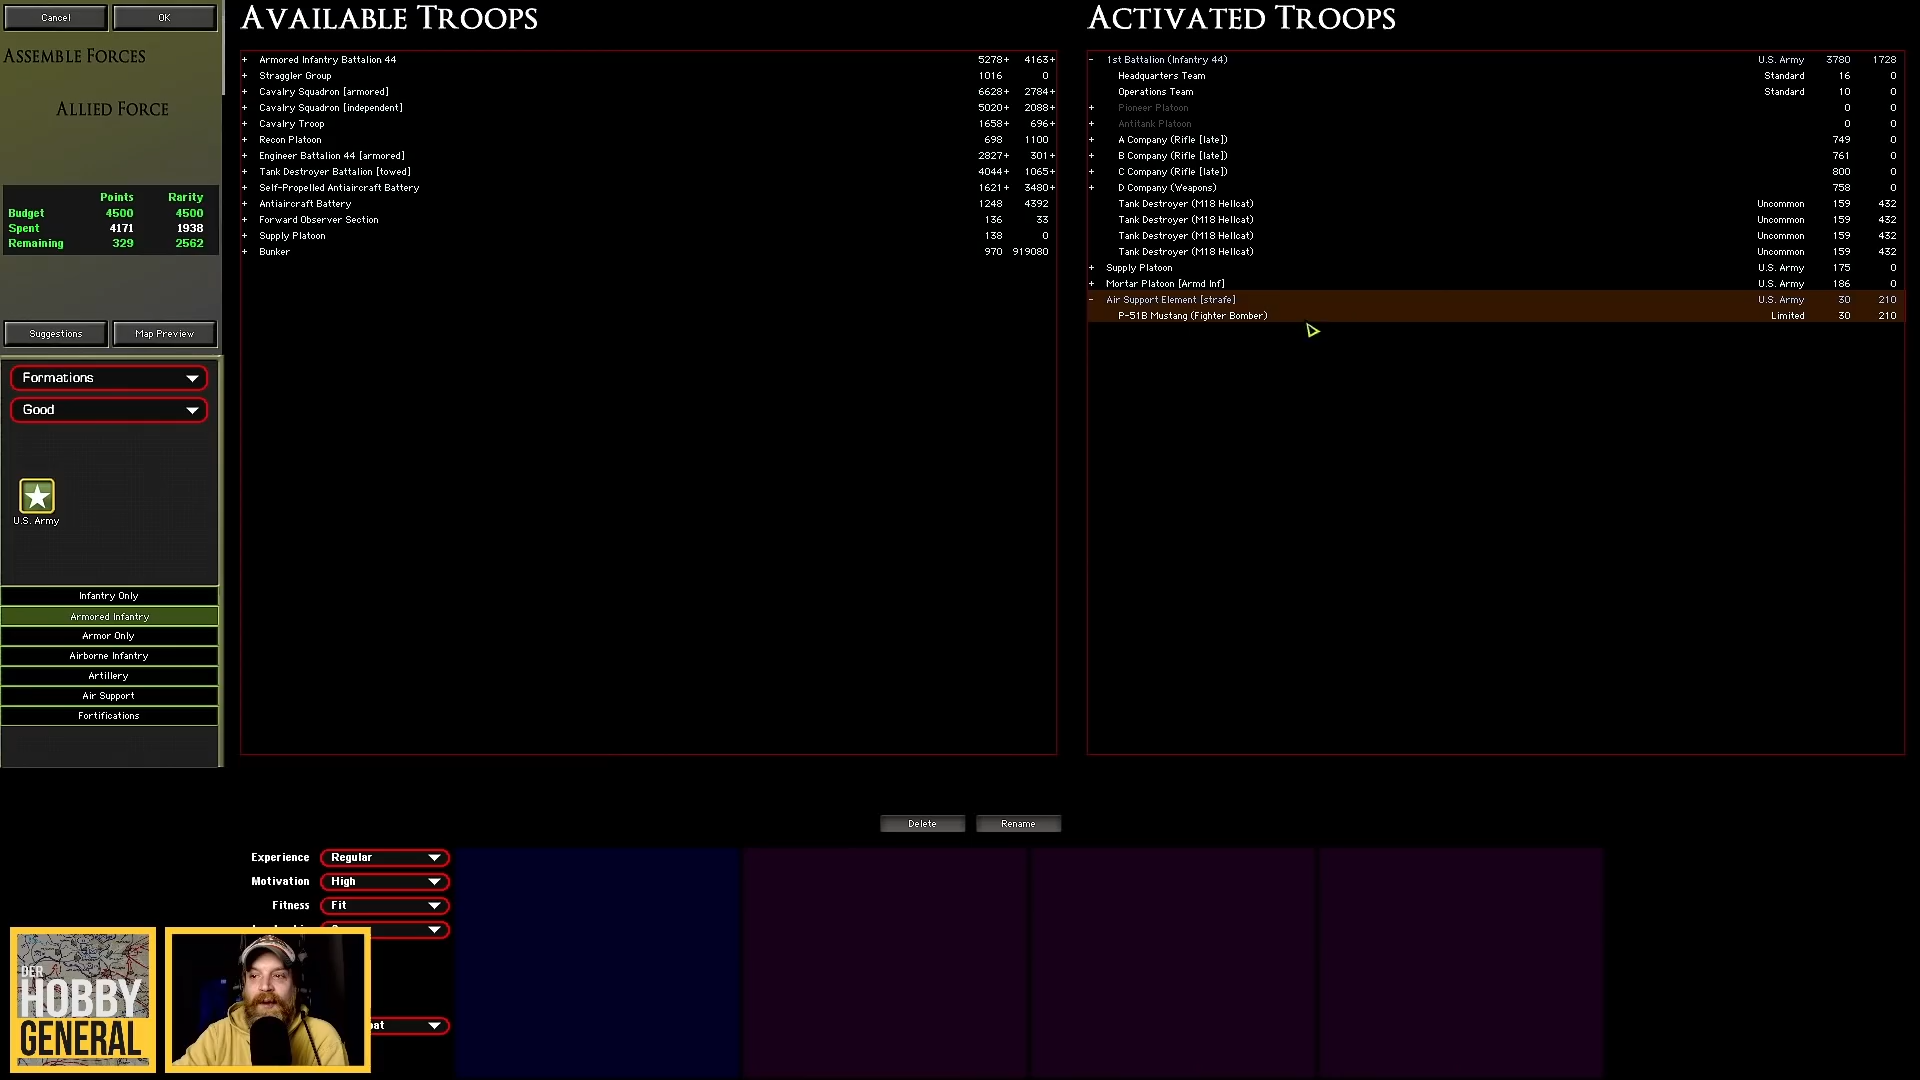 Cancel OK
ASSEMBLE FORCES
ALLIED FORCE
Points Rarity
Budget 4500 4500
Spent 4171 1938
Remaining 329 2562
Suggestions Map Preview
Formations
Good
U.S. Army
Infantry Only
Armored Infantry
Armor Only
Airborne Infantry
Artillery
Air Support
Fortifications
AVAILABLE TROOPS
+ Armored Infantry Battalion 44 5278+ 4163+
+ Straggler Group 1016 0
+ Cavalry Squadron [armored] 6628+ 2784+
+ Cavalry Squadron [independent] 5020+ 2088+
+ Cavalry Troop 1658+ 696+
+ Recon Platoon 698 1100
+ Engineer Battalion 44 [armored] 2827+ 301+
+ Tank Destroyer Battalion [towed] 4044+ 1065+
+ Self-Propelled Antiaircraft Battery 1621+ 3480+
+ Antiaircraft Battery 1248 4392
+ Forward Observer Section 136 33
+ Supply Platoon 138 0
+ Bunker 970 919080
ACTIVATED TROOPS
- 1st Battalion (Infantry 44) U.S. Army 3780 1728
Headquarters Team Standard 16 0
Operations Team Standard 10 0
+ Pioneer Platoon 0 0
+ Antitank Platoon 0 0
+ A Company (Rifle [late]) 749 0
+ B Company (Rifle [late]) 761 0
+ C Company (Rifle [late]) 800 0
+ D Company (Weapons) 758 0
Tank Destroyer (M18 Hellcat) Uncommon 159 432
Tank Destroyer (M18 Hellcat) Uncommon 159 432
Tank Destroyer (M18 Hellcat) Uncommon 159 432
Tank Destroyer (M18 Hellcat) Uncommon 159 432
+ Supply Platoon U.S. Army 175 0
+ Mortar Platoon [Armd Inf] U.S. Army 186 0
- Air Support Element [strafe] U.S. Army 30 210
P-51B Mustang (Fighter Bomber) Limited 30 210
Delete Rename
Experience Regular
Motivation High
Fitness Fit
DER
HOBBY
GENERAL